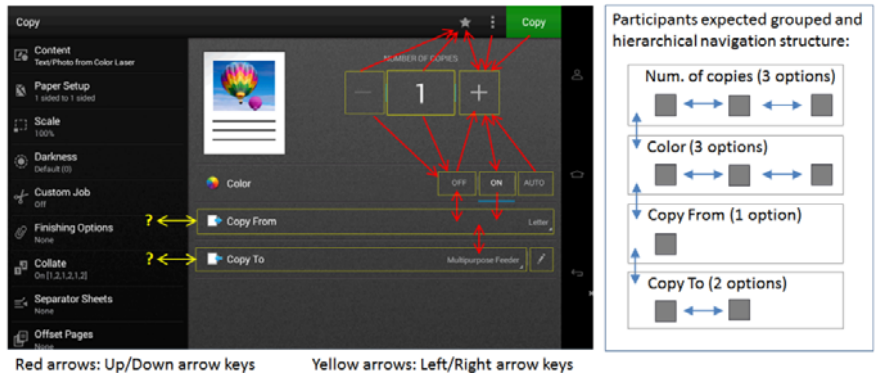 Copy
Copy
Content
Text/Photo from Color Laser
Paper Setup
1 sided to 1 sided
Scale
100%
Darkness
Default (0)
Custom Job
Off
Finishing Options
None
Collate
On [1,2,1,2,1,2]
Separator Sheets
None
Offset Pages
None
NUMBER OF COPIES
— 1 +
Color
OFF ON AUTO
? Copy From Letter
? Copy To Multipurpose Feeder
Red arrows: Up/Down arrow keys
Yellow arrows: Left/Right arrow keys
Participants expected grouped and
hierarchical navigation structure:
Num. of copies (3 options)
Color (3 options)
Copy From (1 option)
Copy To (2 options)